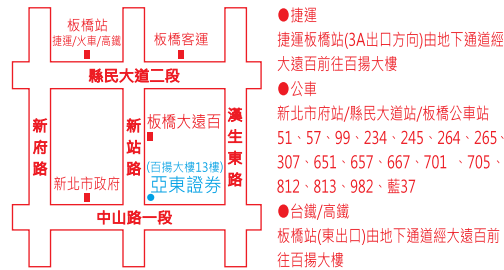 板橋站
捷運/火車/高鐵
板橋客運
縣民大道二段
新府路
新站路
板橋大遠百
漢生東路
(百揚大樓13樓)
亞東證券
新北市政府
中山路一段
●捷運
捷運板橋站(3A出口方向)由地下通道經
大遠百前往百揚大樓
●公車
新北市府站/縣民大道站/板橋公車站
51、57、99、234、245、264、265、
307、651、657、667、701 、705、
812、813、982、藍37
●台鐵/高鐵
板橋站(東出口)由地下通道經大遠百前
往百揚大樓